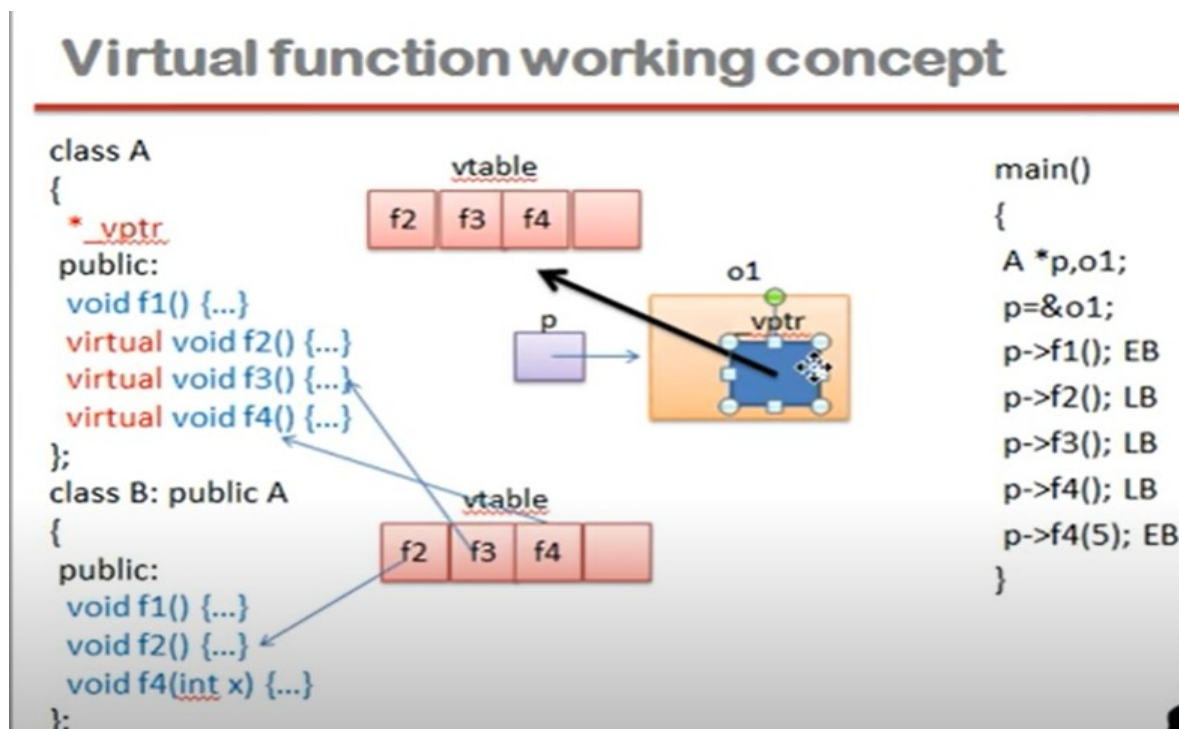 Virtual function working concept
class A
{
*_vptr
public:
void f1() {...}
virtual void f2() {...}
virtual void f3() {...}
virtual void f4() {...}
};
class B: public A
{
public:
void f1() {...}
void f2() {...}
void f4(int x) {...}
};
vtable
f2 f3 f4
p
o1
_vptr
vtable
f2 f3 f4
main()
{
A *p,o1;
p=&o1;
p->f1(); EB
p->f2(); LB
p->f3(); LB
p->f4(); LB
p->f4(5); EB
}